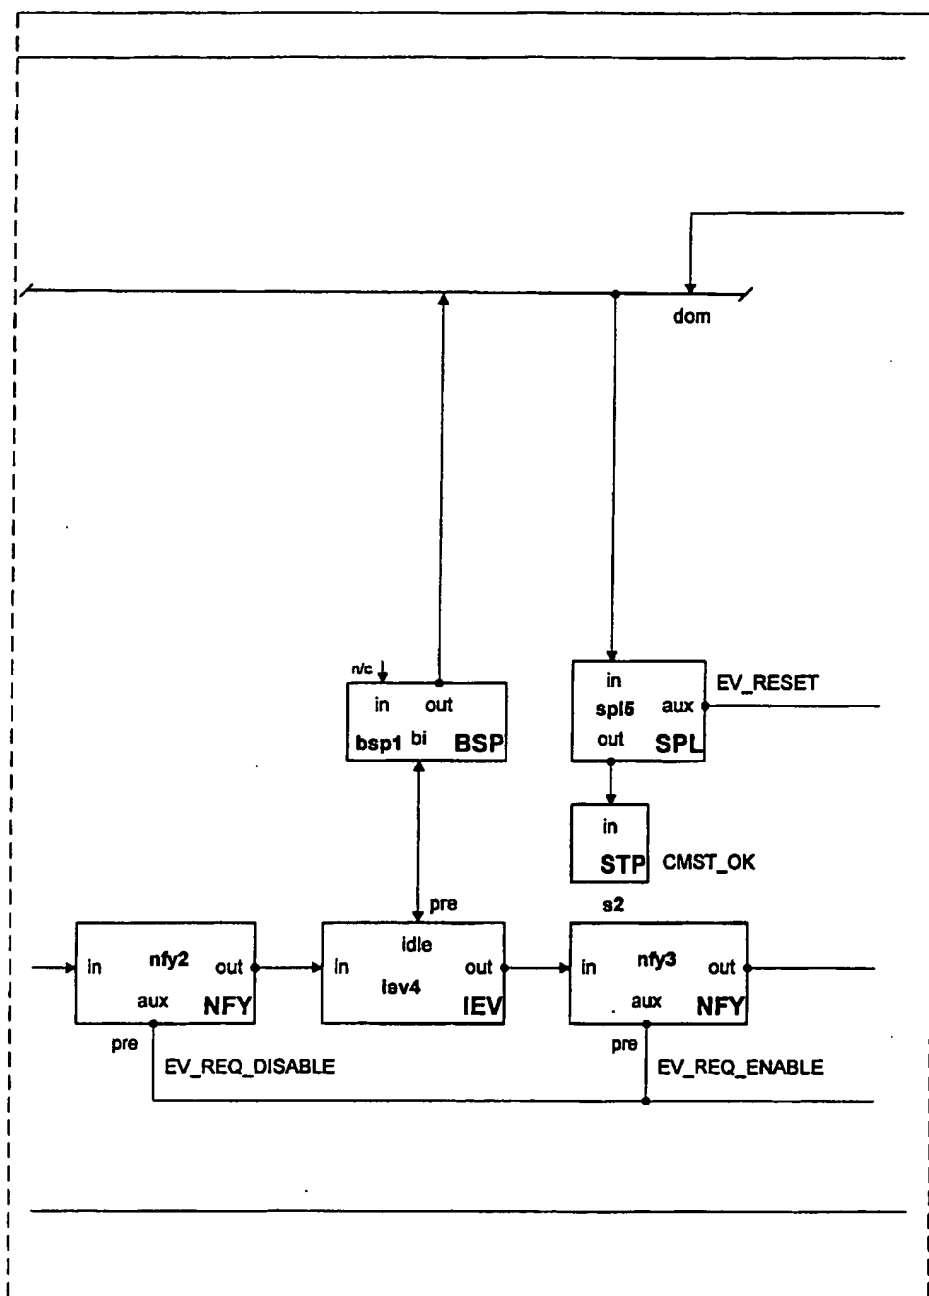 dom
n/c
in out
bsp1 bi BSP
in
EV_RESET
spl5 aux
out SPL
in
STP CMST_OK
s2
pre
idle
in nfy2 out
aux NFY
in iev4 out
IEV
in nfy3 out
aux NFY
pre
EV_REQ_DISABLE
pre
EV_REQ_ENABLE